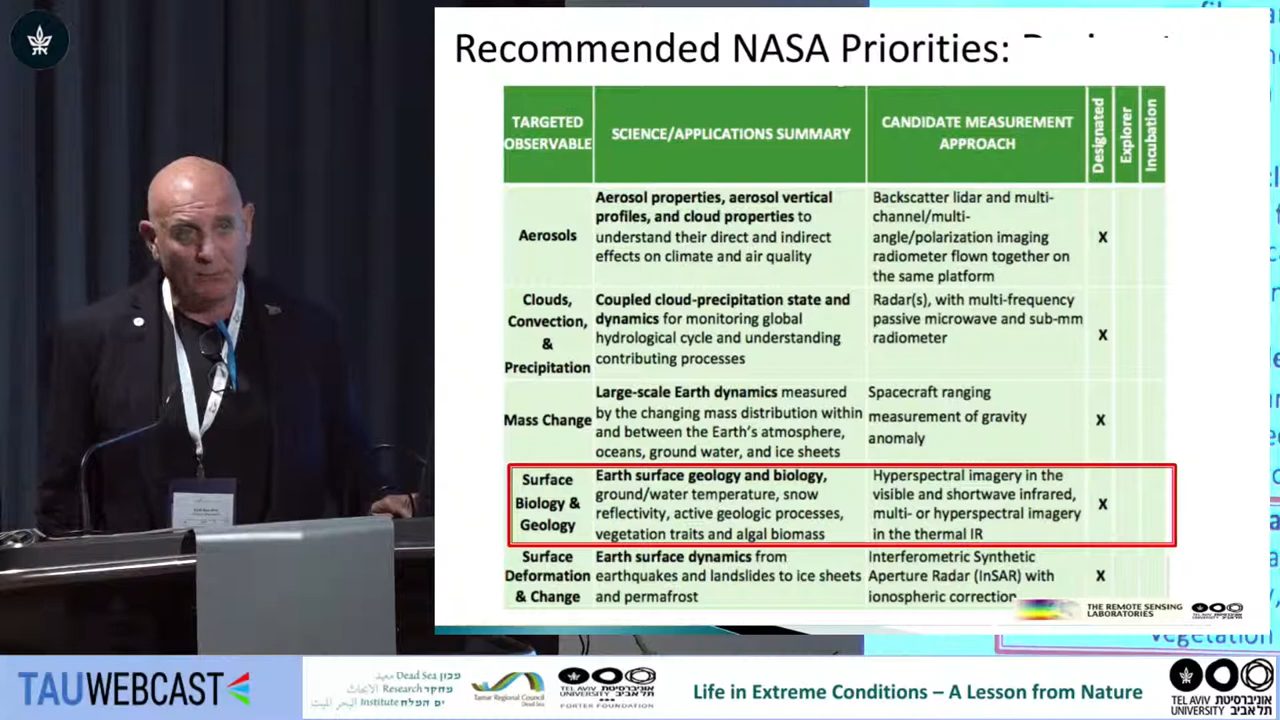 Recommended NASA Priorities:
TARGETED
OBSERVABLE
SCIENCE/APPLICATIONS SUMMARY
CANDIDATE MEASUREMENT
APPROACH
Designated
Explorer
Incubation
Aerosols
Aerosol properties, aerosol vertical
profiles, and cloud properties to
understand their direct and indirect
effects on climate and air quality
Backscatter lidar and multi-
channel/multi-
angle/polarization imaging
radiometer flown together on
the same platform
X
Clouds,
Convection,
&
Precipitation
Coupled cloud-precipitation state and
dynamics for monitoring global
hydrological cycle and understanding
contributing processes
Radar(s), with multi-frequency
passive microwave and sub-mm
radiometer
X
Mass Change
Large-scale Earth dynamics measured
by the changing mass distribution within
and between the Earth's atmosphere,
oceans, ground water, and ice sheets
Spacecraft ranging
measurement of gravity
anomaly
X
Surface
Biology &
Geology
Earth surface geology and biology,
ground/water temperature, snow
reflectivity, active geologic processes,
vegetation traits and algal biomass
Hyperspectral imagery in the
visible and shortwave infrared,
multi- or hyperspectral imagery
in the thermal IR
X
Surface
Deformation
& Change
Earth surface dynamics from
earthquakes and landslides to ice sheets
and permafrost
Interferometric Synthetic
Aperture Radar (InSAR) with
ionospheric correction
X
THE REMOTE SENSING
LABORATORIES
vegetation
TAUWEBCAST
מכון Dead Sea
Research
Institute ים המלח
Tamar Regional Council
Dead Sea
TEL AVIV אוניברסיטת
UNIVERSITY תל אביב
PORTER FOUNDATION
Life in Extreme Conditions – A Lesson from Nature
TEL AVIV אוניברסיטת
UNIVERSITY תל אביב